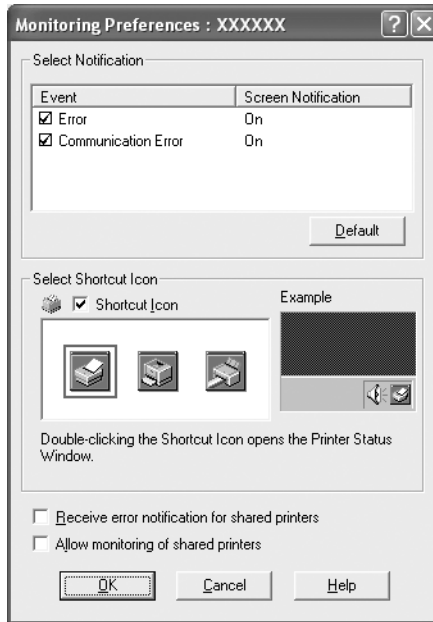 Monitoring Preferences : XXXXXX
Select Notification
Event Screen Notification
Error On
Communication Error On
Default
Select Shortcut Icon
Shortcut Icon
Example
Double-clicking the Shortcut Icon opens the Printer Status
Window.
Receive error notification for shared printers
Allow monitoring of shared printers
OK Cancel Help